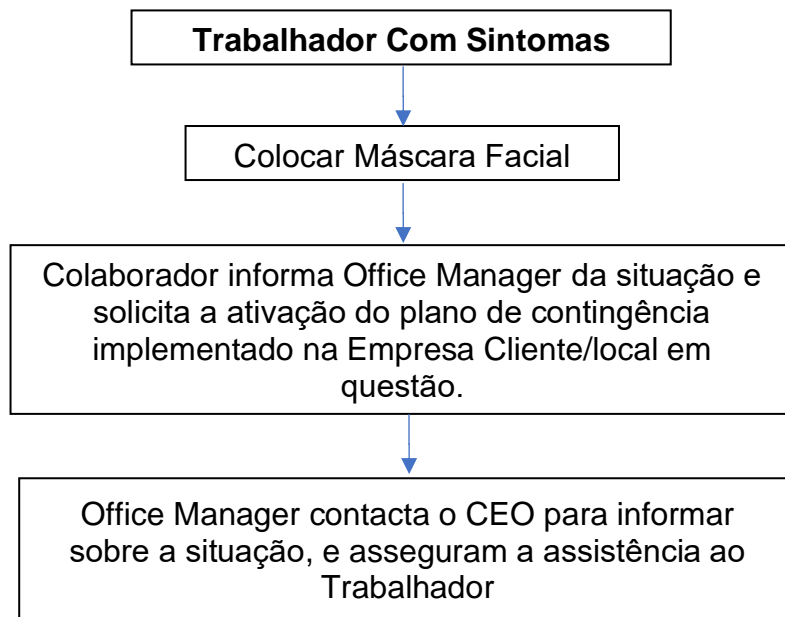 Trabalhador Com Sintomas
Colocar Máscara Facial
Colaborador informa Office Manager da situação e
solicita a ativação do plano de contingência
implementado na Empresa Cliente/local em
questão.
Office Manager contacta o CEO para informar
sobre a situação, e asseguram a assistência ao
Trabalhador